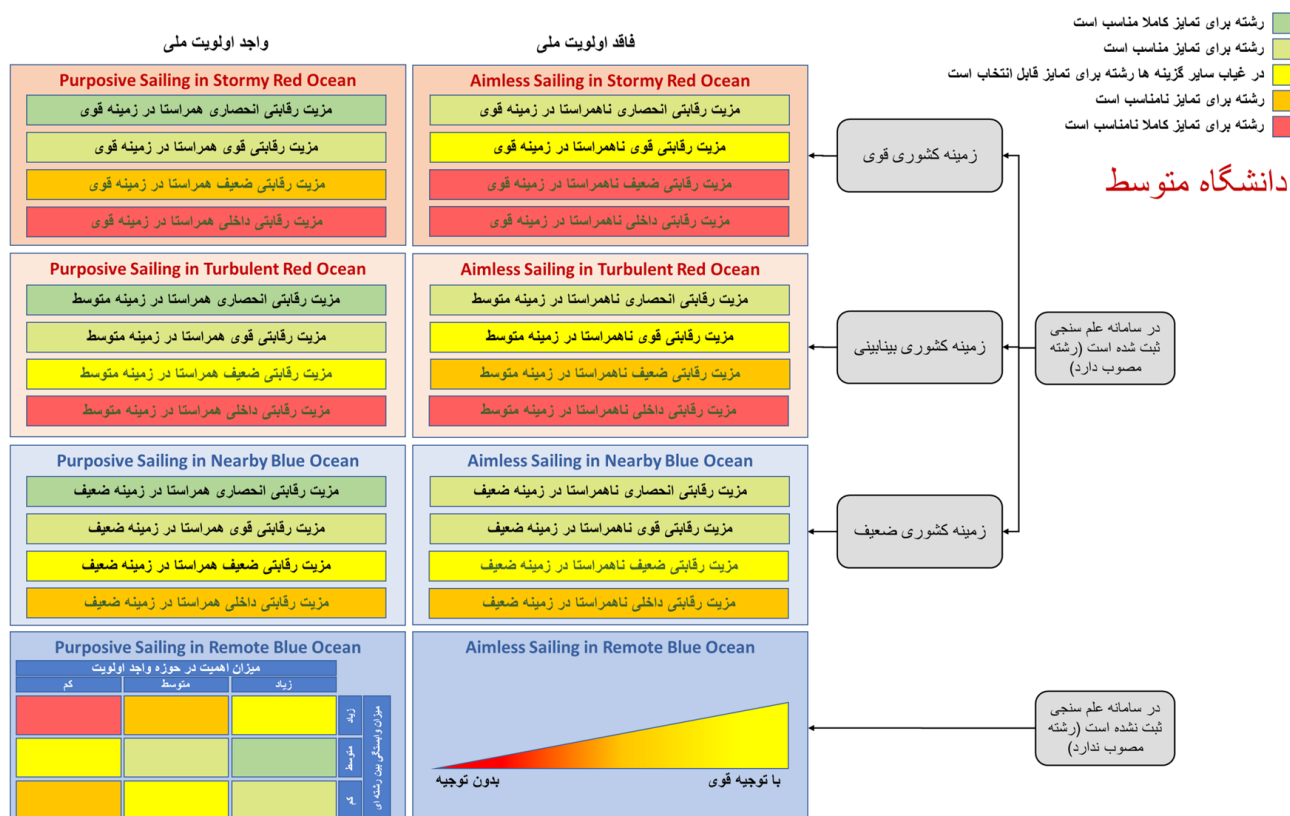 رشته برای تمایز کاملا مناسب است
رشته برای تمایز مناسب است
در غیاب سایر گزینه ها رشته برای تمایز قابل انتخاب است
رشته برای تمایز نامناسب است
رشته برای تمایز کاملا نامناسب است
دانشگاه متوسط
در سامانه علم سنجی
ثبت شده است (رشته
مصوب دارد)
در سامانه علم سنجی
ثبت نشده است (رشته
مصوب ندارد)
زمینه کشوری قوی
زمینه کشوری بینابینی
زمینه کشوری ضعیف
فاقد اولویت ملی
Aimless Sailing in Stormy Red Ocean
مزیت رقابتی انحصاری ناهمراستا در زمینه قوی
مزیت رقابتی قوی ناهمراستا در زمینه قوی
مزیت رقابتی ضعیف ناهمراستا در زمینه قوی
مزیت رقابتی داخلی ناهمراستا در زمینه قوی
Aimless Sailing in Turbulent Red Ocean
مزیت رقابتی انحصاری ناهمراستا در زمینه متوسط
مزیت رقابتی قوی ناهمراستا در زمینه متوسط
مزیت رقابتی ضعیف ناهمراستا در زمینه متوسط
مزیت رقابتی داخلی ناهمراستا در زمینه متوسط
Aimless Sailing in Nearby Blue Ocean
مزیت رقابتی انحصاری ناهمراستا در زمینه ضعیف
مزیت رقابتی قوی ناهمراستا در زمینه ضعیف
مزیت رقابتی ضعیف ناهمراستا در زمینه ضعیف
مزیت رقابتی داخلی ناهمراستا در زمینه ضعیف
Aimless Sailing in Remote Blue Ocean
با توجیه قوی
بدون توجیه
واجد اولویت ملی
Purposive Sailing in Stormy Red Ocean
مزیت رقابتی انحصاری همراستا در زمینه قوی
مزیت رقابتی قوی همراستا در زمینه قوی
مزیت رقابتی ضعیف همراستا در زمینه قوی
مزیت رقابتی داخلی همراستا در زمینه قوی
Purposive Sailing in Turbulent Red Ocean
مزیت رقابتی انحصاری همراستا در زمینه متوسط
مزیت رقابتی قوی همراستا در زمینه متوسط
مزیت رقابتی ضعیف همراستا در زمینه متوسط
مزیت رقابتی داخلی همراستا در زمینه متوسط
Purposive Sailing in Nearby Blue Ocean
مزیت رقابتی انحصاری همراستا در زمینه ضعیف
مزیت رقابتی قوی همراستا در زمینه ضعیف
مزیت رقابتی ضعیف همراستا در زمینه ضعیف
مزیت رقابتی داخلی همراستا در زمینه ضعیف
Purposive Sailing in Remote Blue Ocean
میزان اهمیت در حوزه واجد اولویت
زیاد
متوسط
کم
میزان وابستگی بین رشته ای
زیاد
متوسط
کم